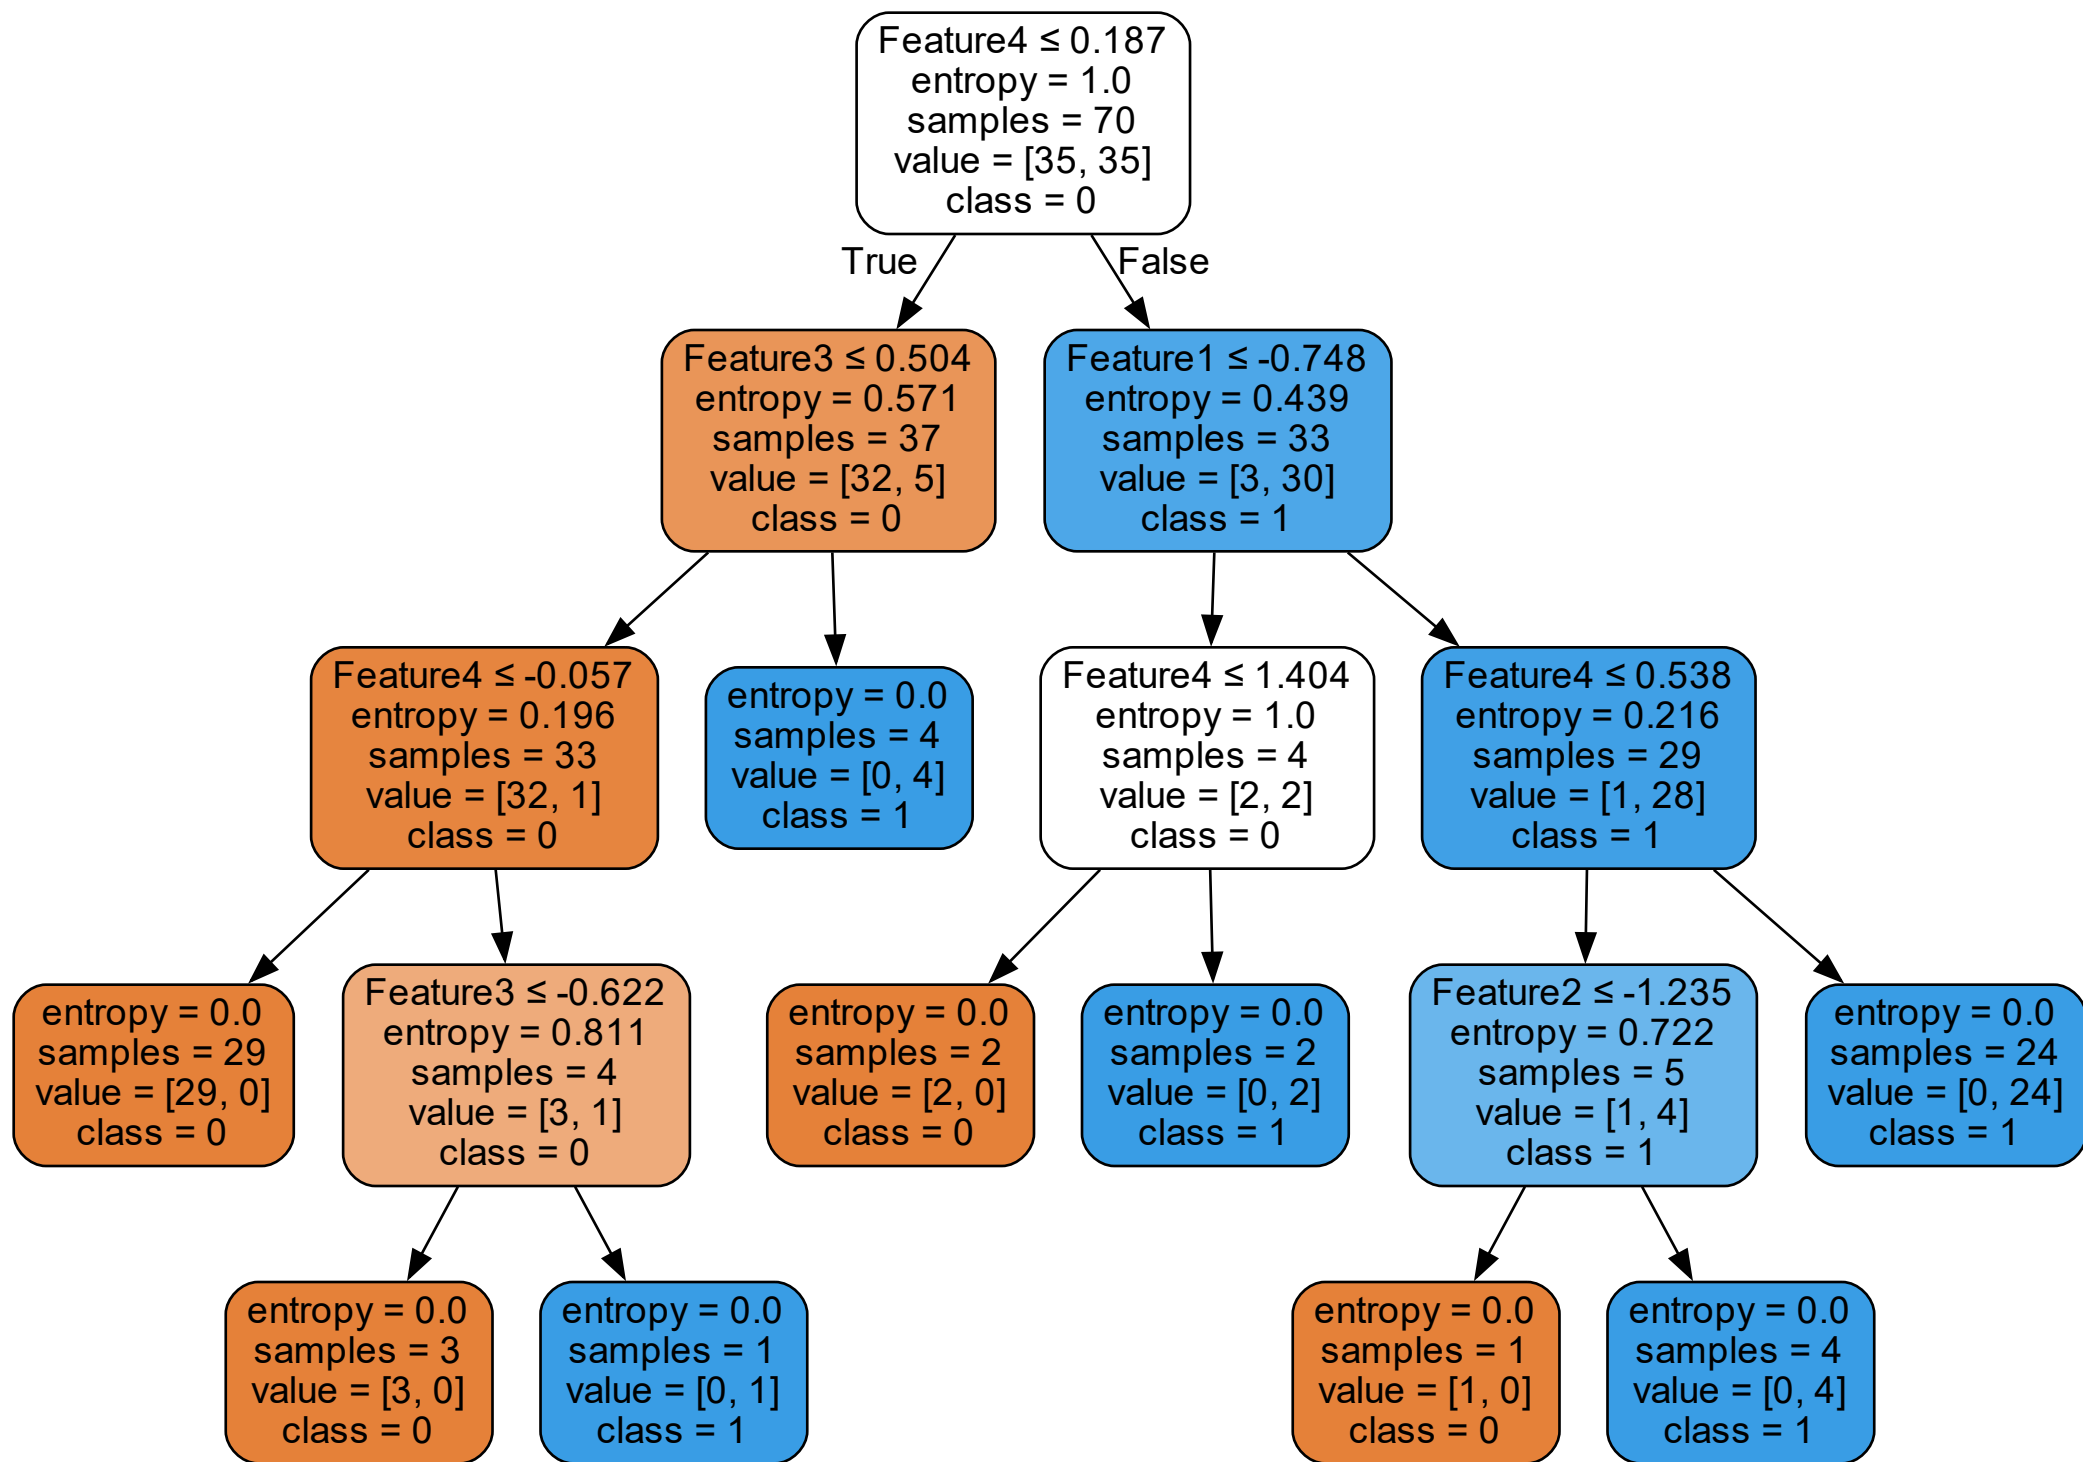 Feature4 ≤ 0.187
entropy = 1.0
samples = 70
value = [35, 35]
class = 0
True
False
Feature3 ≤ 0.504
entropy = 0.571
samples = 37
value = [32, 5]
class = 0
Feature1 ≤ -0.748
entropy = 0.439
samples = 33
value = [3, 30]
class = 1
Feature4 ≤ -0.057
entropy = 0.196
samples = 33
value = [32, 1]
class = 0
entropy = 0.0
samples = 4
value = [0, 4]
class = 1
Feature4 ≤ 1.404
entropy = 1.0
samples = 4
value = [2, 2]
class = 0
Feature4 ≤ 0.538
entropy = 0.216
samples = 29
value = [1, 28]
class = 1
entropy = 0.0
samples = 29
value = [29, 0]
class = 0
Feature3 ≤ -0.622
entropy = 0.811
samples = 4
value = [3, 1]
class = 0
entropy = 0.0
samples = 2
value = [2, 0]
class = 0
entropy = 0.0
samples = 2
value = [0, 2]
class = 1
Feature2 ≤ -1.235
entropy = 0.722
samples = 5
value = [1, 4]
class = 1
entropy = 0.0
samples = 24
value = [0, 24]
class = 1
entropy = 0.0
samples = 3
value = [3, 0]
class = 0
entropy = 0.0
samples = 1
value = [0, 1]
class = 1
entropy = 0.0
samples = 1
value = [1, 0]
class = 0
entropy = 0.0
samples = 4
value = [0, 4]
class = 1